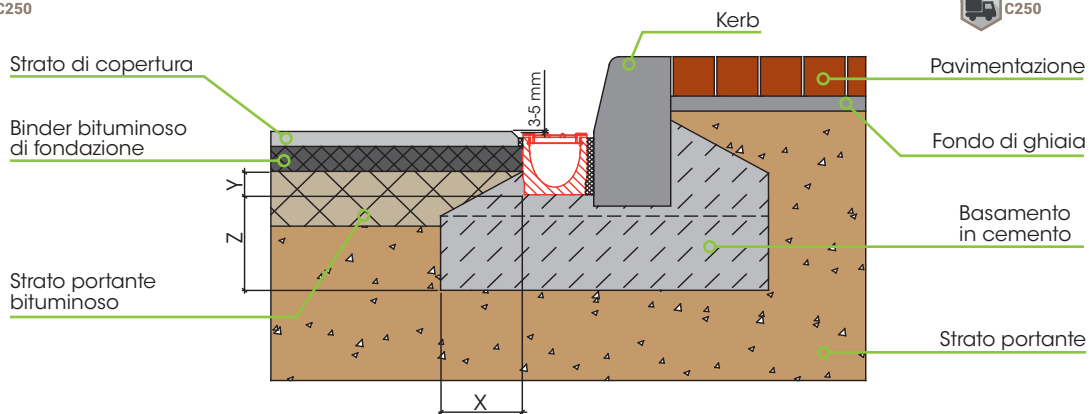 C250
C250
Kerb
Strato di copertura
3-5 mm
Pavimentazione
Binder bituminoso
di fondazione
Fondo di ghiaia
Y
Z
Basamento
in cemento
Strato portante
bituminoso
Strato portante
X